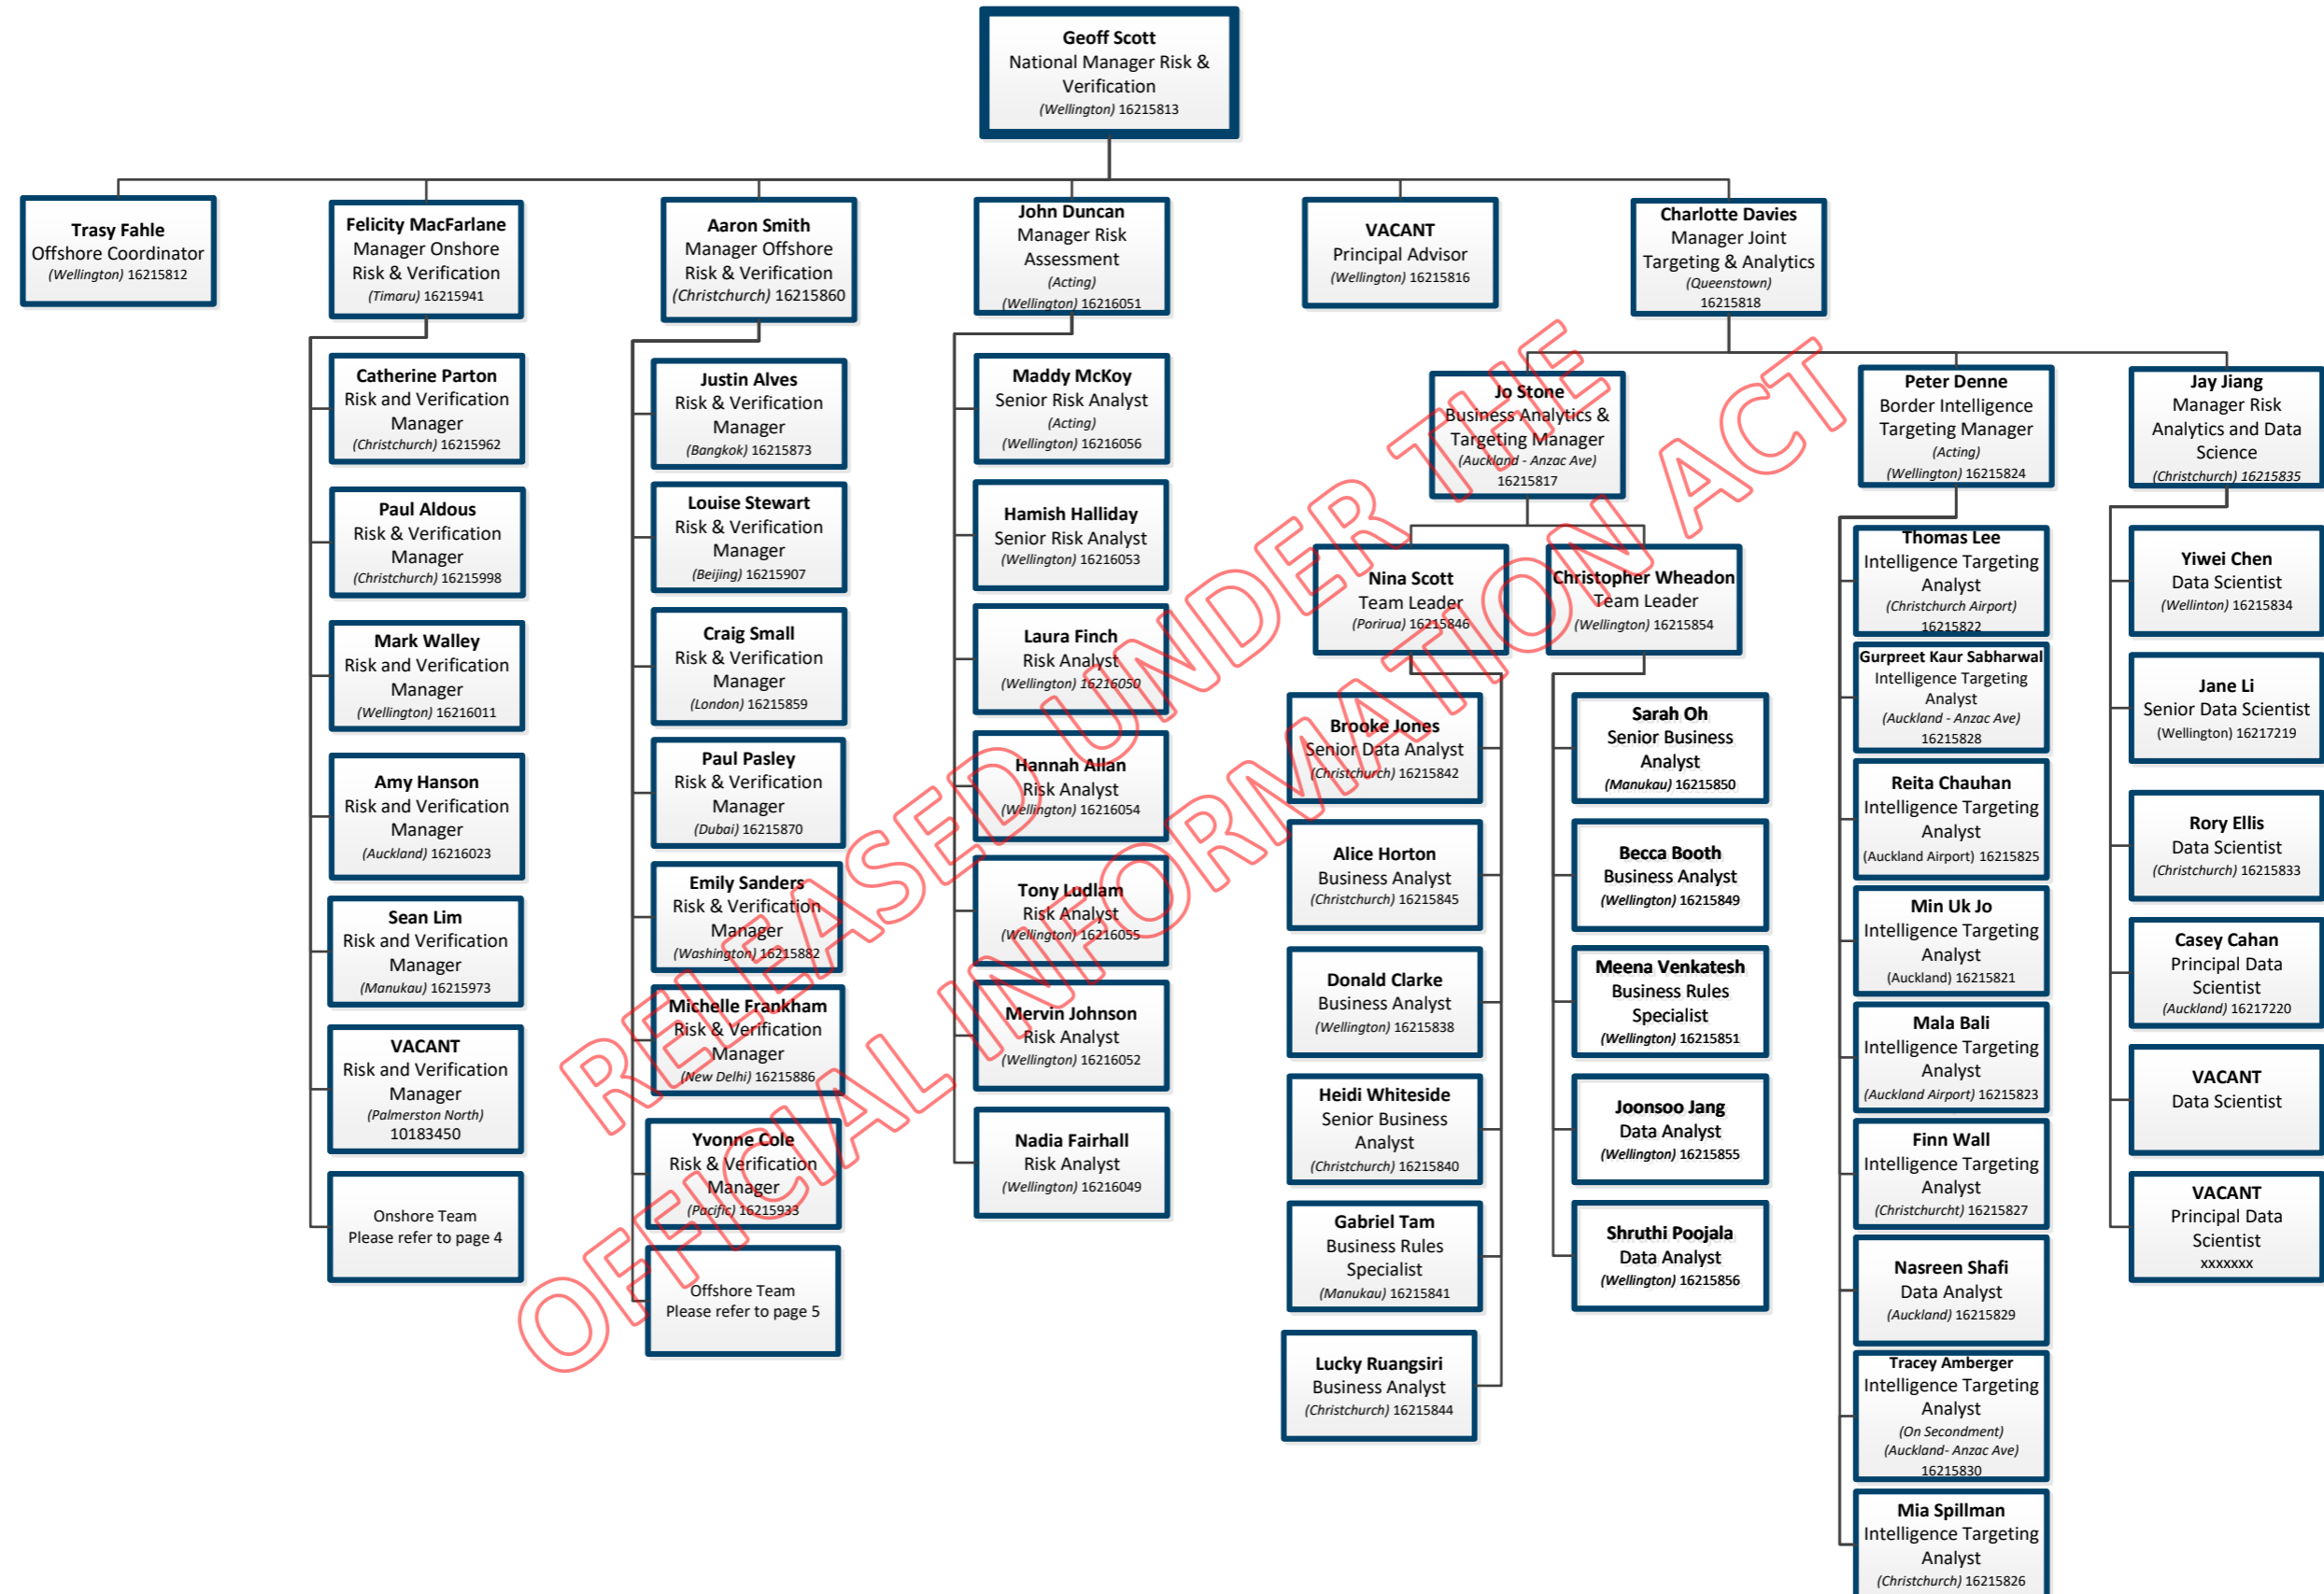 Geoff Scott
National Manager Risk &
Verification
(Wellington) 16215813
Trasy Fahle
Offshore Coordinator
(Wellington) 16215812
Felicity MacFarlane
Manager Onshore
Risk & Verification
(Timaru) 16215941
Aaron Smith
Manager Offshore
Risk & Verification
(Christchurch) 16215860
John Duncan
Manager Risk
Assessment
(Acting)
(Wellington) 16216051
VACANT
Principal Advisor
(Wellington) 16215816
Charlotte Davies
Manager Joint
Targeting & Analytics
(Queenstown)
16215818
Catherine Parton
Risk and Verification
Manager
(Christchurch) 16215962
Paul Aldous
Risk & Verification
Manager
(Christchurch) 16215998
Mark Walley
Risk and Verification
Manager
(Wellington) 16216011
Amy Hanson
Risk and Verification
Manager
(Auckland) 16216023
Sean Lim
Risk and Verification
Manager
(Manukau) 16215973
VACANT
Risk and Verification
Manager
(Palmerston North)
10183450
Onshore Team
Please refer to page 4
Justin Alves
Risk & Verification
Manager
(Bangkok) 16215873
Louise Stewart
Risk & Verification
Manager
(Beijing) 16215907
Craig Small
Risk & Verification
Manager
(London) 16215859
Paul Pasley
Risk & Verification
Manager
(Dubai) 16215870
Emily Sanders
Risk & Verification
Manager
(Washington) 16215882
Michelle Frankham
Risk & Verification
Manager
(New Delhi) 16215886
Yvonne Cole
Risk & Verification
Manager
(Pacific) 16215933
Offshore Team
Please refer to page 5
Maddy McKoy
Senior Risk Analyst
(Acting)
(Wellington) 16216056
Hamish Halliday
Senior Risk Analyst
(Wellington) 16216053
Laura Finch
Risk Analyst
(Wellington) 16216050
Hannah Allan
Risk Analyst
(Wellington) 16216054
Tony Ludlam
Risk Analyst
(Wellington) 16216055
Mervin Johnson
Risk Analyst
(Wellington) 16216052
Nadia Fairhall
Risk Analyst
(Wellington) 16216049
Jo Stone
Business Analytics &
Targeting Manager
(Auckland - Anzac Ave)
16215817
Nina Scott
Team Leader
(Porirua) 16215846
Christopher Wheadon
Team Leader
(Wellington) 16215854
Brooke Jones
Senior Data Analyst
(Christchurch) 16215842
Alice Horton
Business Analyst
(Christchurch) 16215845
Donald Clarke
Business Analyst
(Wellington) 16215838
Heidi Whiteside
Senior Business
Analyst
(Christchurch) 16215840
Gabriel Tam
Business Rules
Specialist
(Manukau) 16215841
Lucky Ruangsiri
Business Analyst
(Christchurch) 16215844
Sarah Oh
Senior Business
Analyst
(Manukau) 16215850
Becca Booth
Business Analyst
(Wellington) 16215849
Meena Venkatesh
Business Rules
Specialist
(Wellington) 16215851
Joonsoo Jang
Data Analyst
(Wellington) 16215855
Shruthi Poojala
Data Analyst
(Wellington) 16215856
Peter Denne
Border Intelligence
Targeting Manager
(Acting)
(Wellington) 16215824
Thomas Lee
Intelligence Targeting
Analyst
(Christchurch Airport)
16215822
Gurpreet Kaur Sabharwal
Intelligence Targeting
Analyst
(Auckland - Anzac Ave)
16215828
Reita Chauhan
Intelligence Targeting
Analyst
(Auckland Airport) 16215825
Min Uk Jo
Intelligence Targeting
Analyst
(Auckland) 16215821
Mala Bali
Intelligence Targeting
Analyst
(Auckland Airport) 16215823
Finn Wall
Intelligence Targeting
Analyst
(Christchurcht) 16215827
Nasreen Shafi
Data Analyst
(Auckland) 16215829
Tracey Amberger
Intelligence Targeting
Analyst
(On Secondment)
(Auckland- Anzac Ave)
16215830
Mia Spillman
Intelligence Targeting
Analyst
(Christchurch) 16215826
Jay Jiang
Manager Risk
Analytics and Data
Science
(Christchurch) 16215835
Yiwei Chen
Data Scientist
(Wellinton) 16215834
Jane Li
Senior Data Scientist
(Wellington) 16217219
Rory Ellis
Data Scientist
(Christchurch) 16215833
Casey Cahan
Principal Data
Scientist
(Auckland) 16217220
VACANT
Data Scientist
VACANT
Principal Data
Scientist
xxxxxxx
RELEASED UNDER THE
OFFICIAL INFORMATION ACT